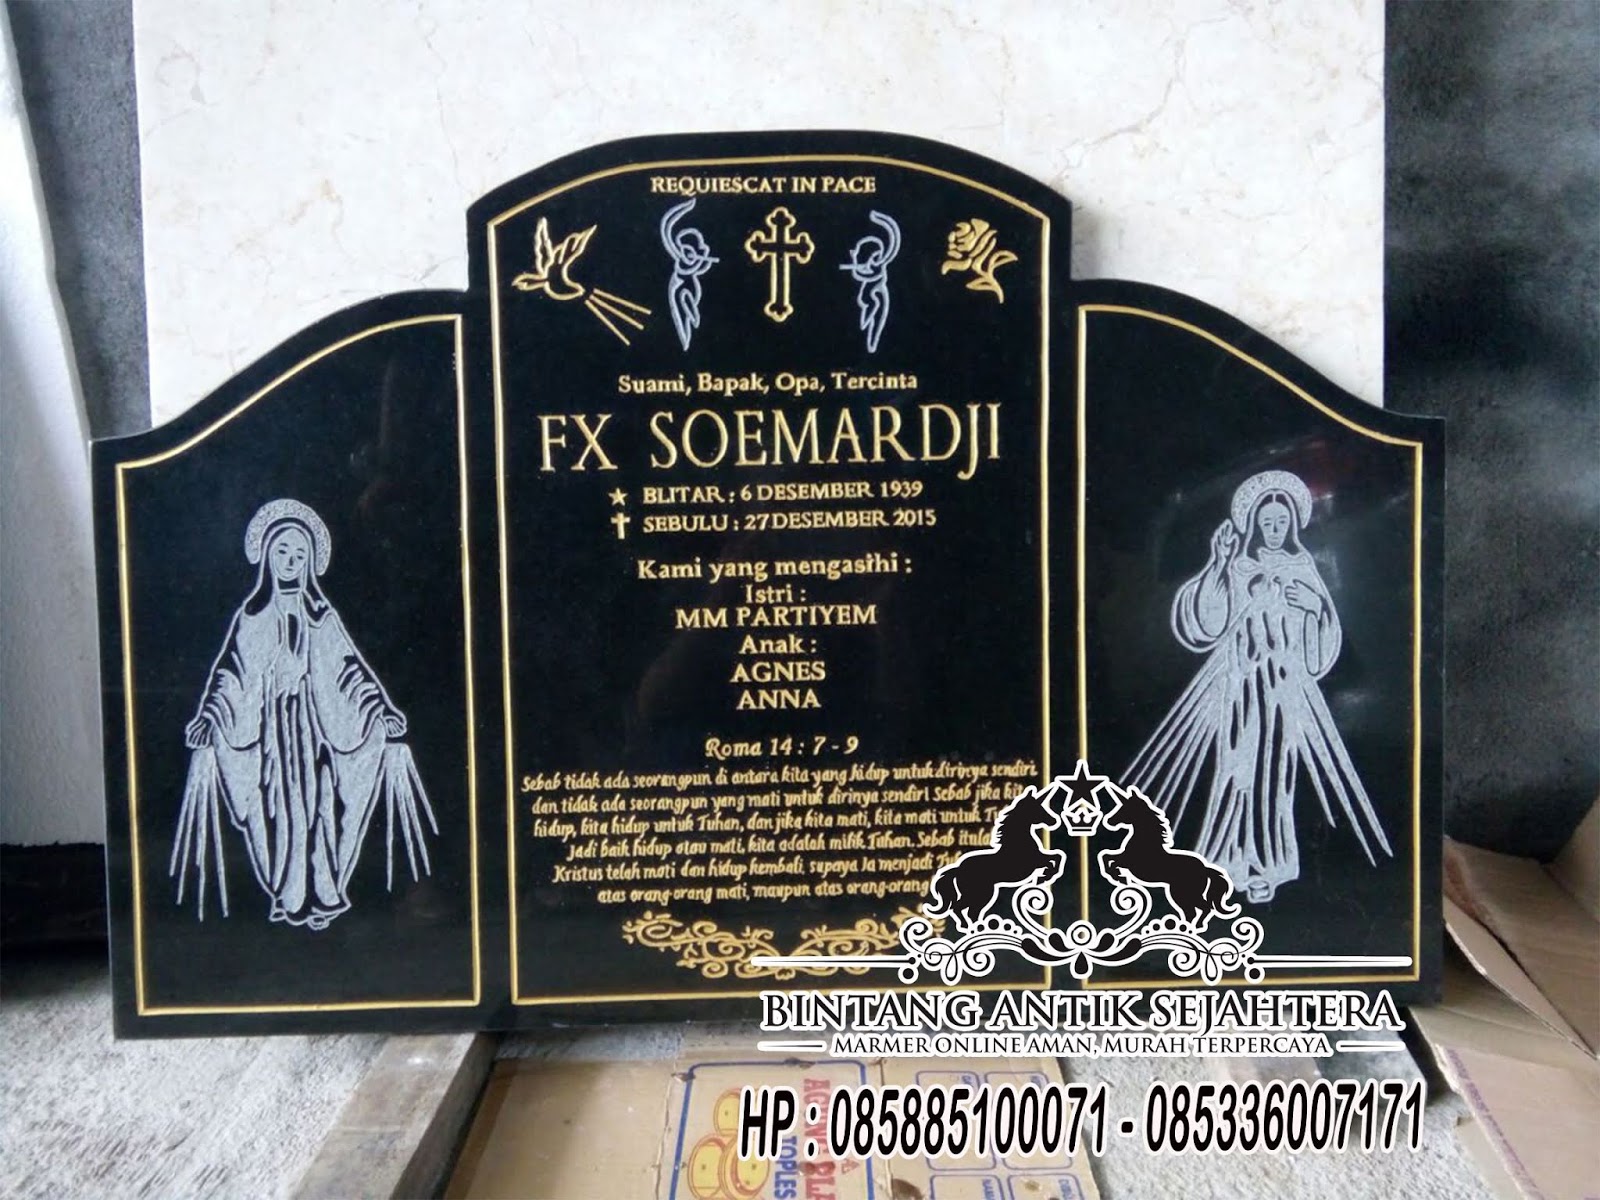 REQUIESCAT IN PACE
Suami, Bapak, Opa, Tercinta
FX SOEMARDJI
BLITAR : 6 DESEMBER 1939
SEBULU : 27 DESEMBER 2015
Kami yang mengasihi :
Istri :
MM PARTIYEM
Anak :
AGNES
ANNA
Roma 14 : 7 - 9
Sebab tidak ada seorangpun di antara kita yang hidup untuk dirinya sendiri.
dan tidak ada seorangpun yang mati untuk dirinya sendiri Sebab jika kita
hidup, kita hidup untuk Tuhan, dan jika kita mati, kita mati untuk
Jadi baik hidup atau mati, kita adalah milik Tuhan. Sebab itula
Kristus telah mati dan hidup kembali, supaya Ia menjadi
atas orang-orang mati, maupun atas orang-orang
BINTANG ANTIK SEJAHTERA
MARMER ONLINE AMAN, MURAH TERPERCAYA
HP : 085885100071 - 085336007171